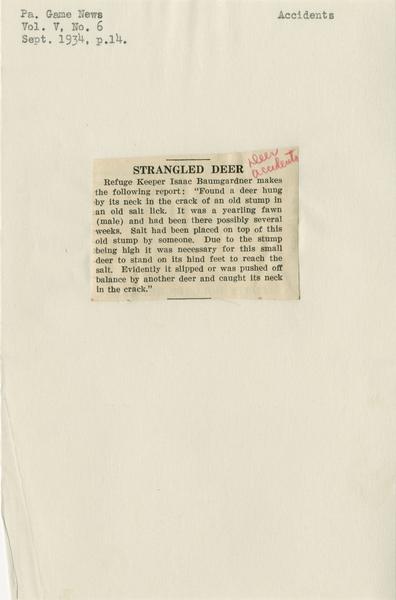 Pa. Game News
Accidents
Vol. V, No. 6
Sept. 1934, p.14.
Deer
accidents
STRANGLED DEER
Refuge Keeper Isaac Baumgardner makes
the following report: "Found a deer hung
by its neck in the crack of an old stump in
an old salt lick. It was a yearling fawn
(male) and had been there possibly several
weeks. Salt had been placed on top of this
old stump by someone. Due to the stump
being high it was necessary for this small
deer to stand on its hind feet to reach the
salt. Evidently it slipped or was pushed off
balance by another deer and caught its neck
in the crack."